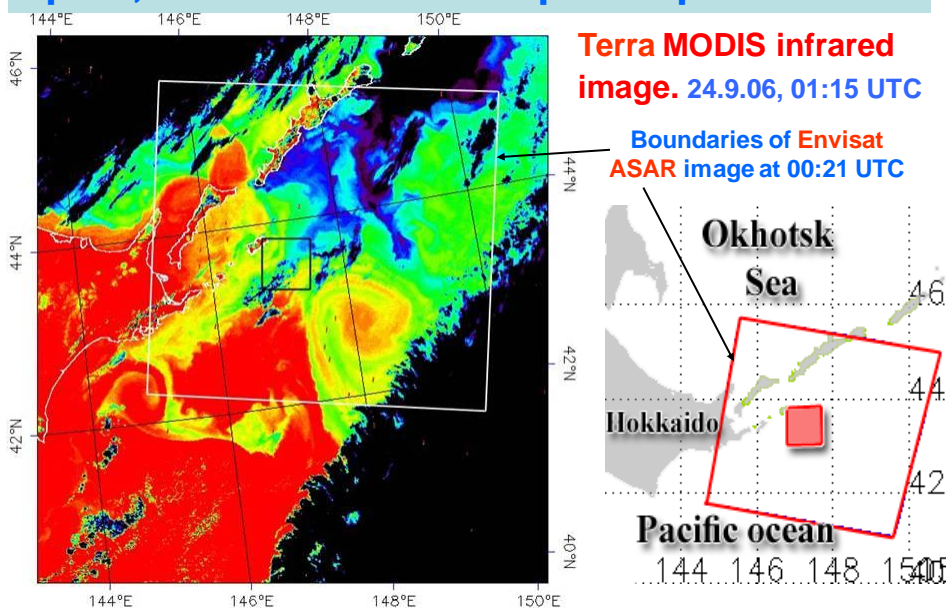 144°E 146°E 148°E 150°E
46°N
44°N
42°N
44°N
42°N
40°N
144°E 146°E 148°E 150°E
Terra MODIS infrared
image. 24.9.06, 01:15 UTC
Boundaries of Envisat
ASAR image at 00:21 UTC
Okhotsk
Sea
46
44
Hokkaido
42
Pacific ocean
144 146 148 150